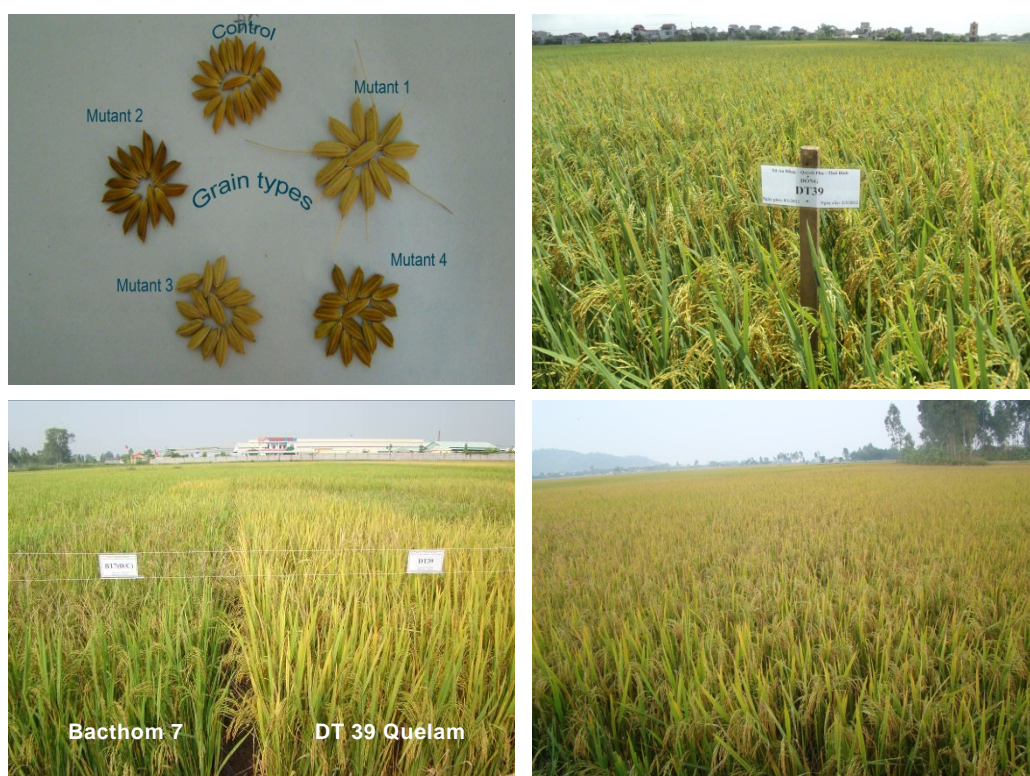 Control
Mutant 1
Mutant 2
Grain types
Mutant 4
Mutant 3
DT39
BT7(Đ/C)
DT39
Bacthom 7
DT 39 Quelam